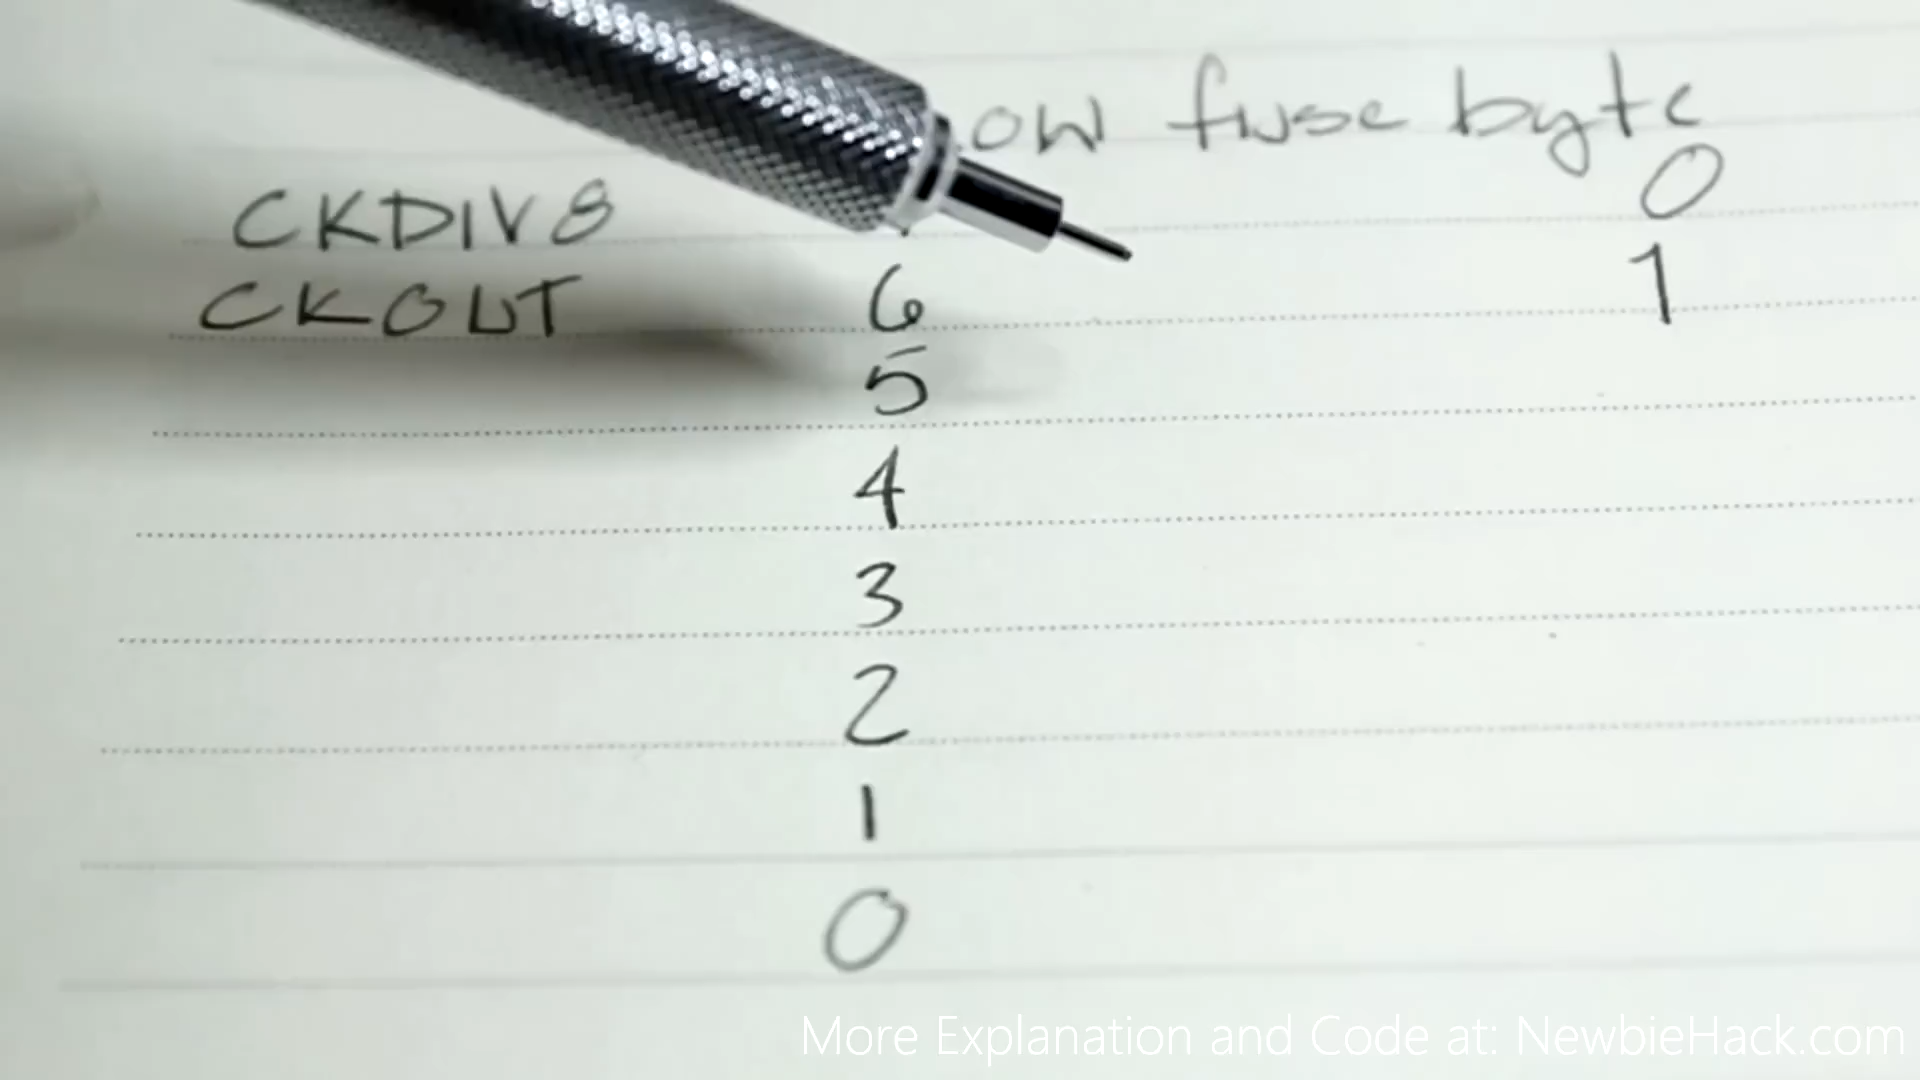 ow fuse byte
CKDIV8 0
CKOUT 6 1
5
4
3
2
1
0
More Explanation and Code at: NewbieHack.com